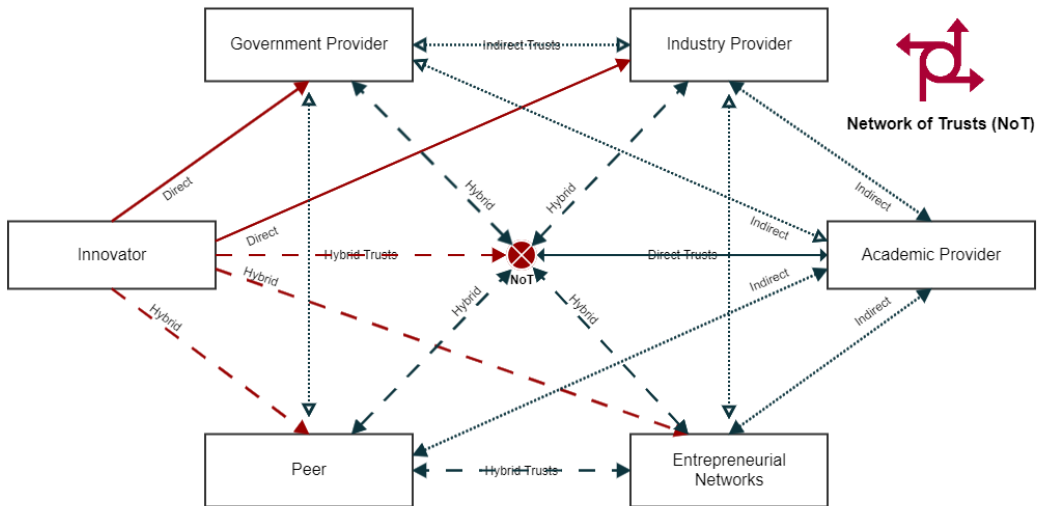 Government Provider
Indirect Trusts
Industry Provider
Network of Trusts (NoT)
Direct
Hybrid
Hybrid
Indirect
Innovator
Direct
Indirect
Hybrid Trusts
Direct Trusts
Academic Provider
Hybrid
NoT
Indirect
Hybrid
Hybrid
Hybrid
Indirect
Peer
Hybrid Trusts
Entrepreneurial
Networks